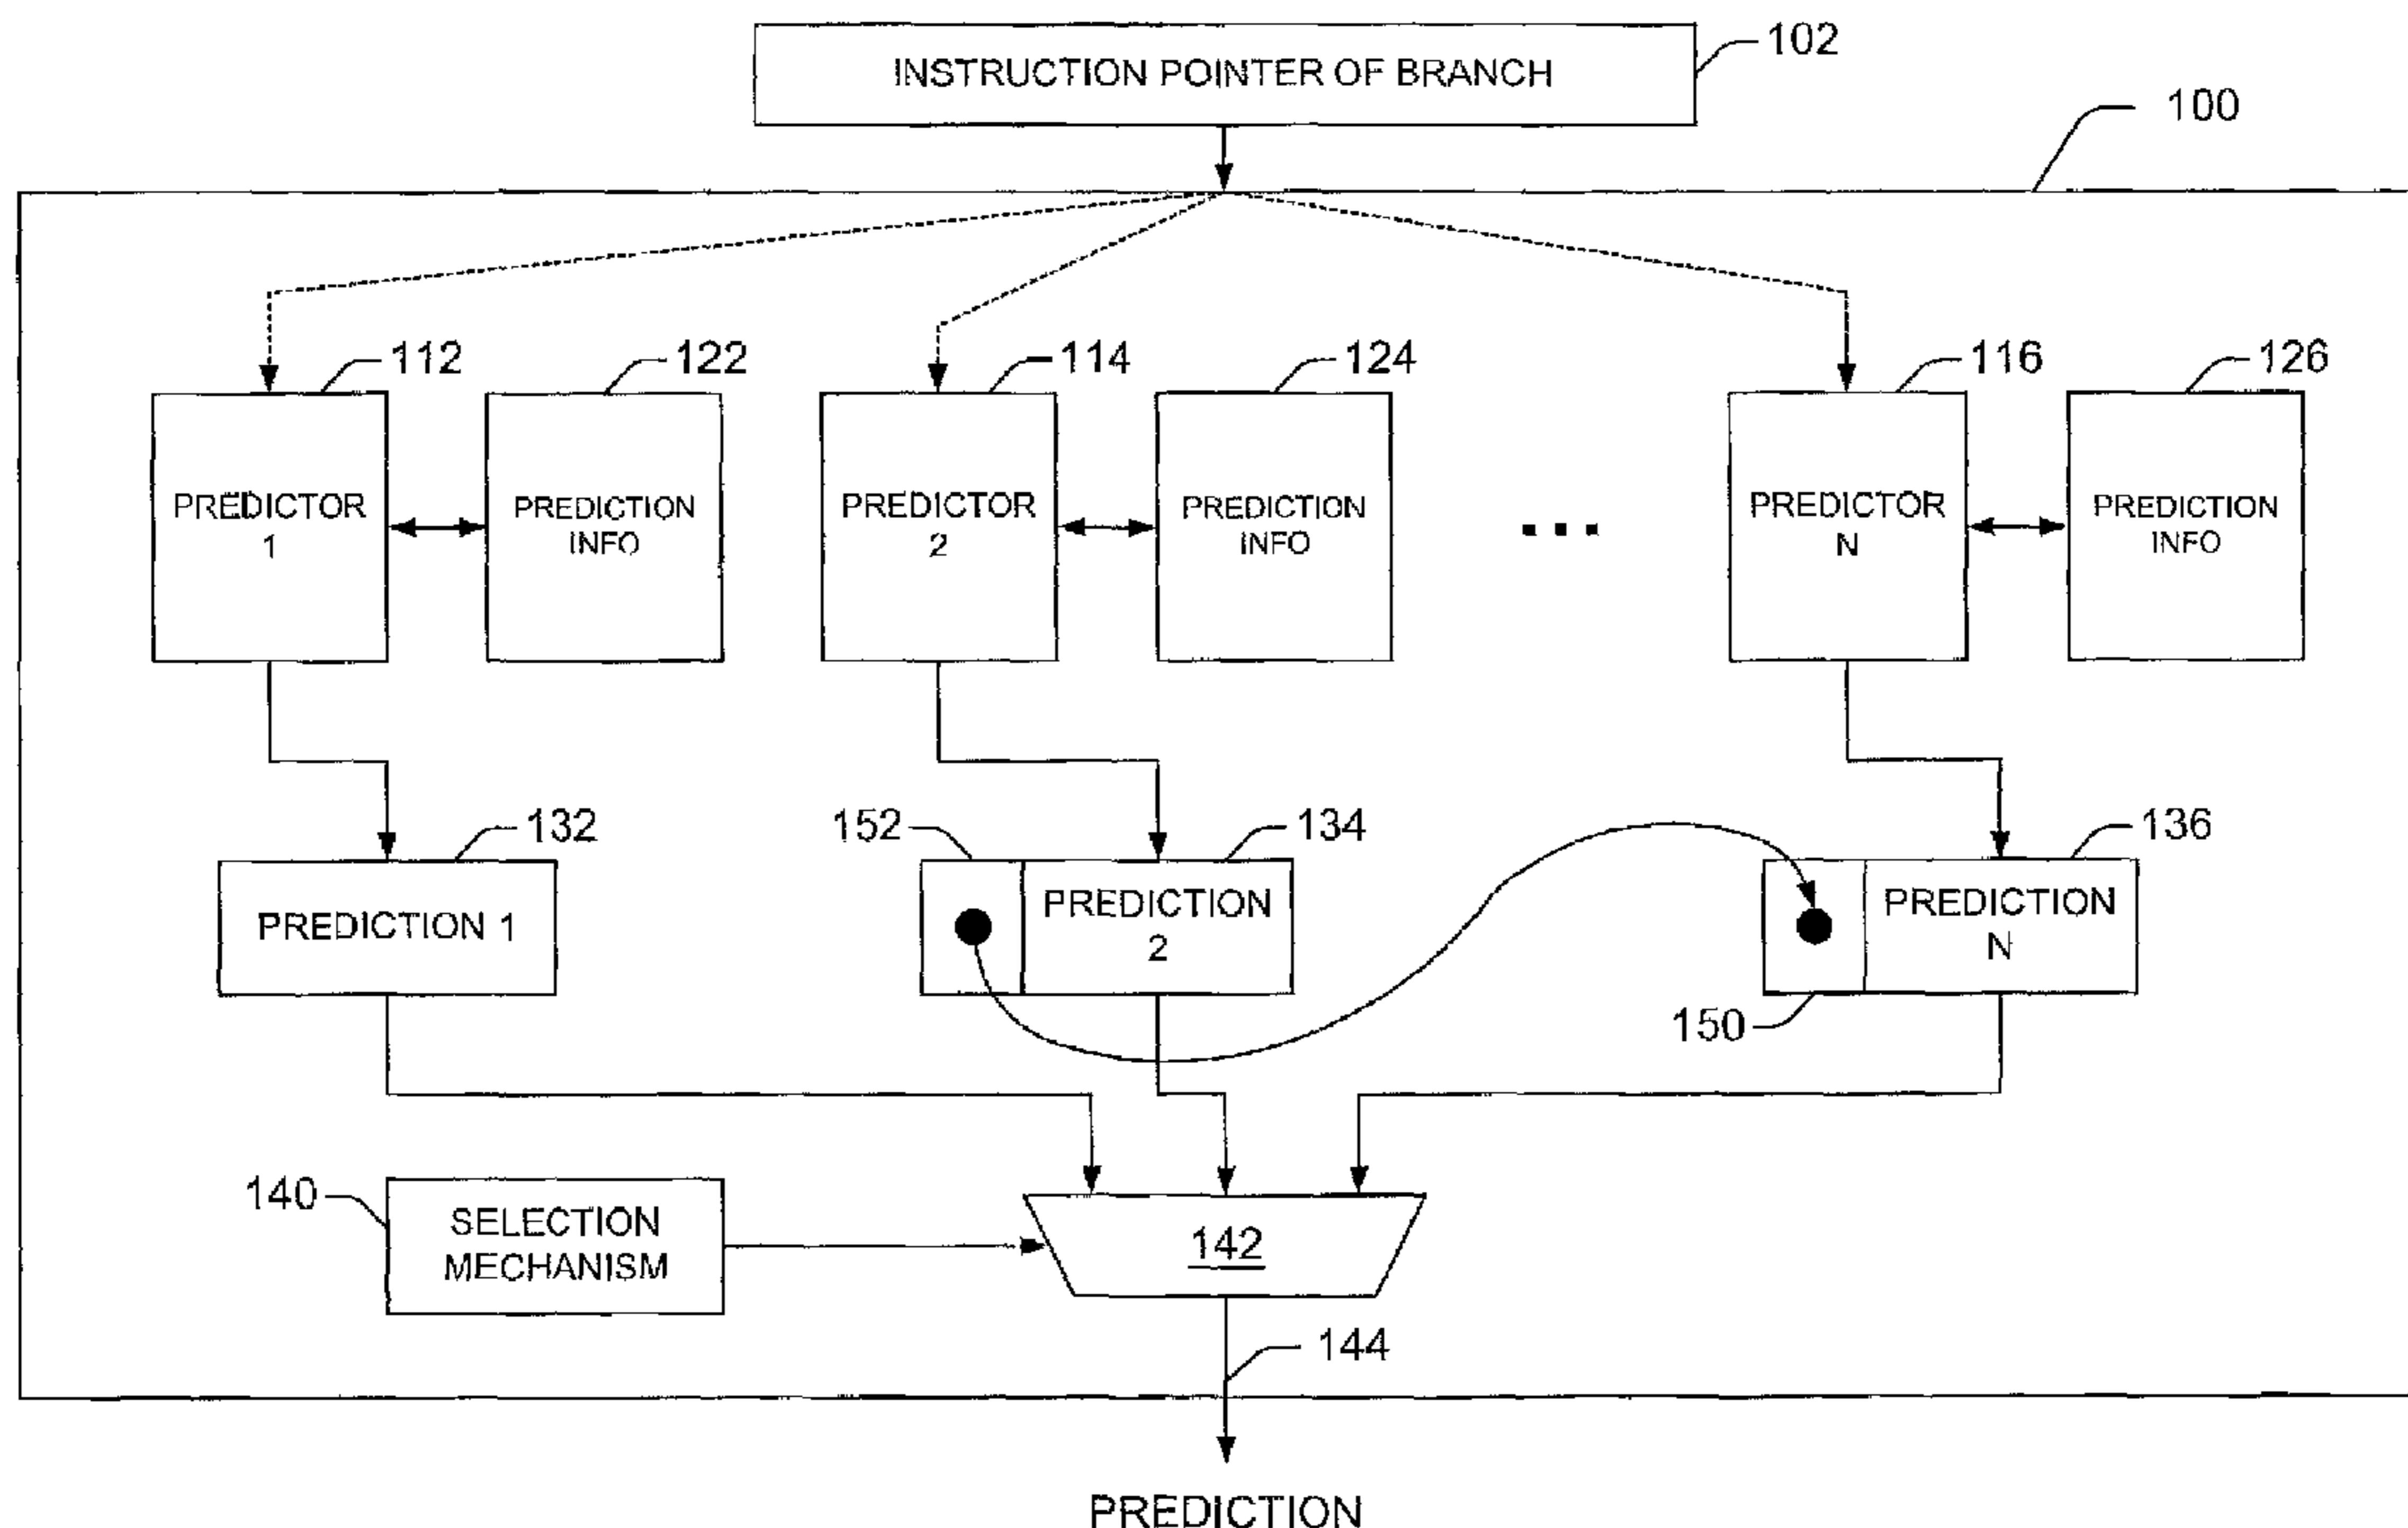 INSTRUCTION POINTER OF BRANCH
102
100
112
122
114
124
116
126
PREDICTOR
1
PREDICTION
INFO
PREDICTOR
2
PREDICTION
INFO
...
PREDICTOR
N
PREDICTION
INFO
132
152
134
136
PREDICTION 1
PREDICTION
2
PREDICTION
N
150
140
SELECTION
MECHANISM
142
144
PREDICTION